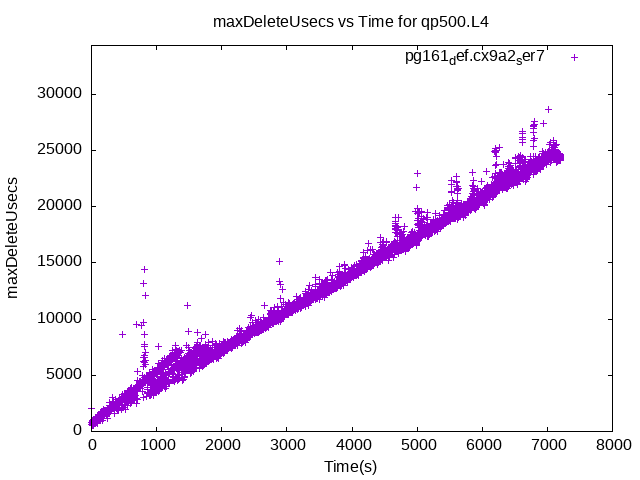 maxDeleteUsecs vs Time for qp500.L4
pg161def.cx9a2ser7
30000
25000
20000
15000
10000
5000
0
maxDeleteUsecs
0 1000 2000 3000 4000 5000 6000 7000 8000
Time(s)